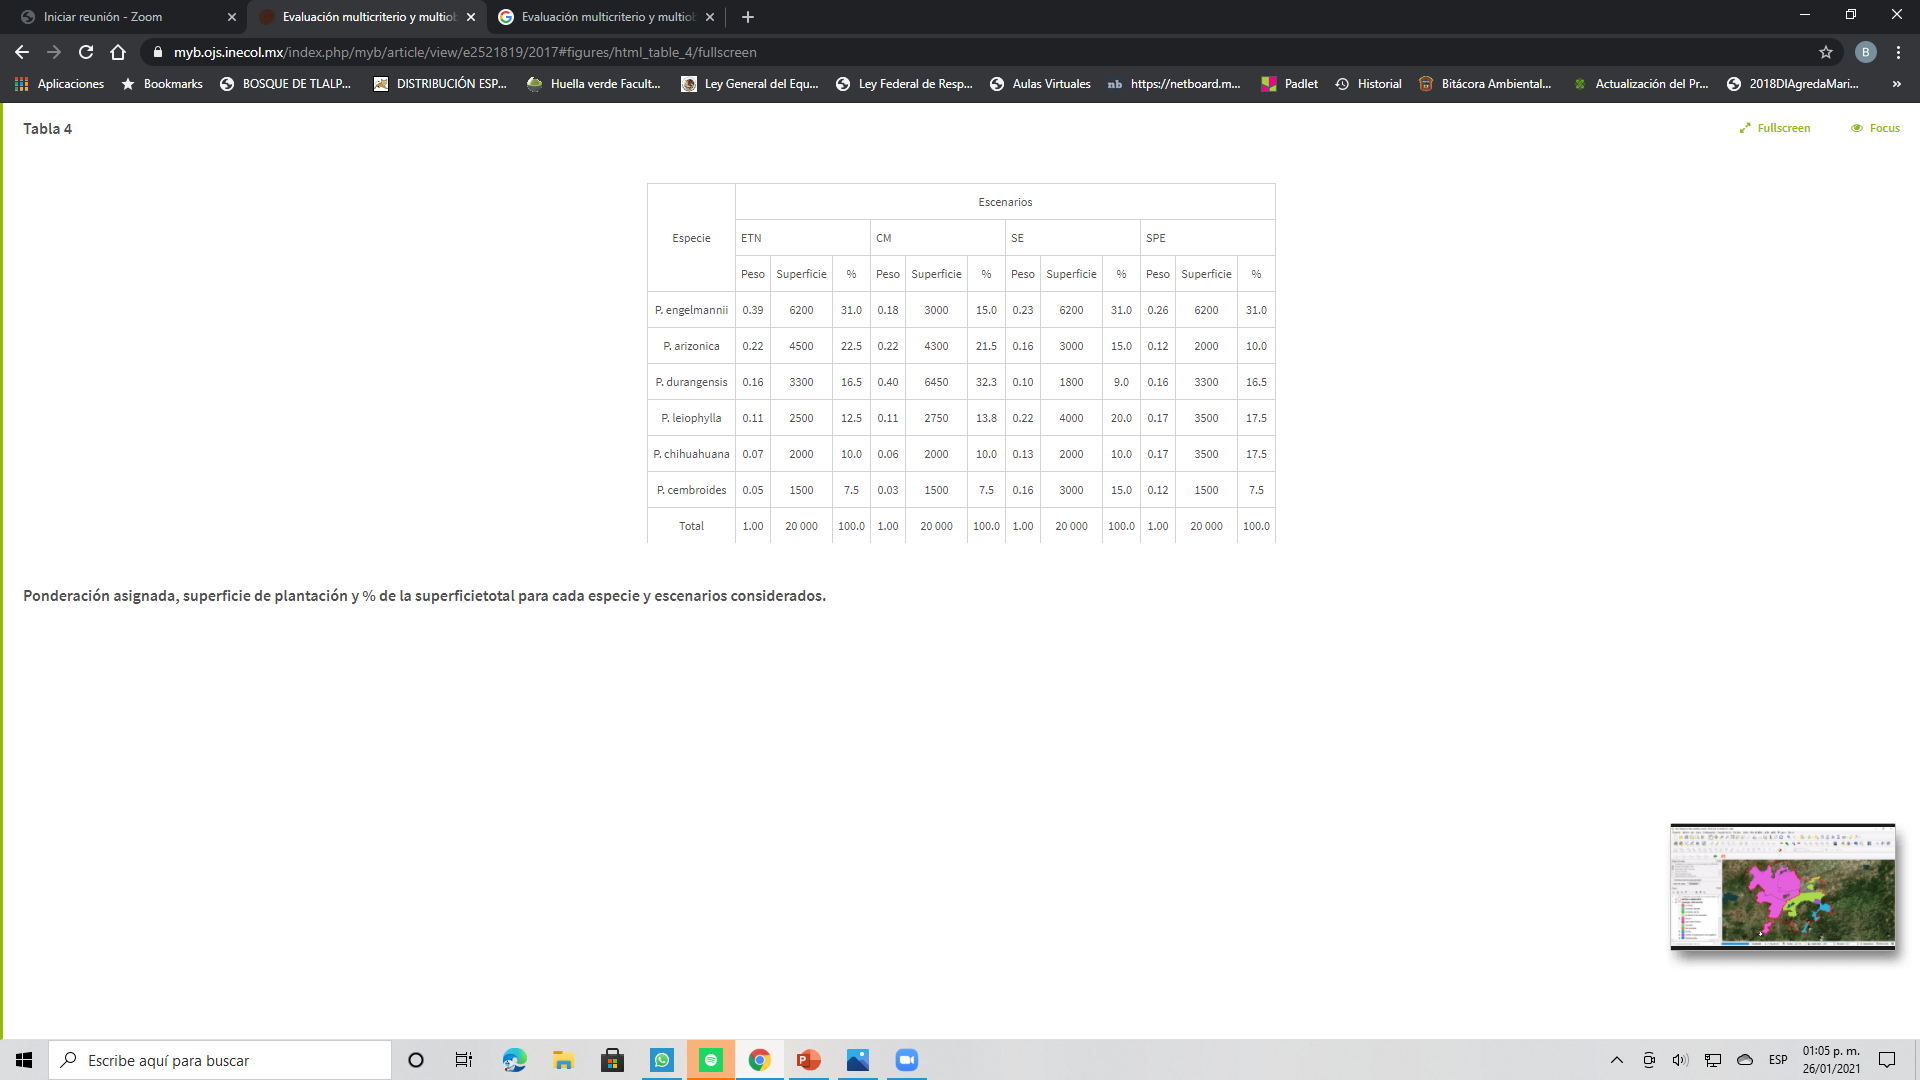 Iniciar reunión - Zoom
Evaluación multicriterio y multiob
Evaluación multicriterio y multiob
myb.ojs.inecol.mx/index.php/myb/article/view/e2521819/2017#figures/html_table_4/fullscreen
B
Aplicaciones Bookmarks BOSQUE DE TLALP... DISTRIBUCIÓN ESP... Huella verde Facult... Ley General del Equ... Ley Federal de Resp... Aulas Virtuales nb https://netboard.m... Padlet Historial Bitácora Ambiental... Actualización del Pr... 2018DIAgredaMari... »
Tabla 4
Fullscreen Focus
Escenarios
Especie ETN CM SE SPE
Peso Superficie % Peso Superficie % Peso Superficie % Peso Superficie %
P. engelmannii 0.39 6200 31.0 0.18 3000 15.0 0.23 6200 31.0 0.26 6200 31.0
P. arizonica 0.22 4500 22.5 0.22 4300 21.5 0.16 3000 15.0 0.12 2000 10.0
P. durangensis 0.16 3300 16.5 0.40 6450 32.3 0.10 1800 9.0 0.16 3300 16.5
P. leiophylla 0.11 2500 12.5 0.11 2750 13.8 0.22 4000 20.0 0.17 3500 17.5
P. chihuahuana 0.07 2000 10.0 0.06 2000 10.0 0.13 2000 10.0 0.17 3500 17.5
P. cembroides 0.05 1500 7.5 0.03 1500 7.5 0.16 3000 15.0 0.12 1500 7.5
Total 1.00 20 000 100.0 1.00 20 000 100.0 1.00 20 000 100.0 1.00 20 000 100.0
Ponderación asignada, superficie de plantación y % de la superficietotal para cada especie y escenarios considerados.
Escribe aquí para buscar
ESP
01:05 p. m.
26/01/2021